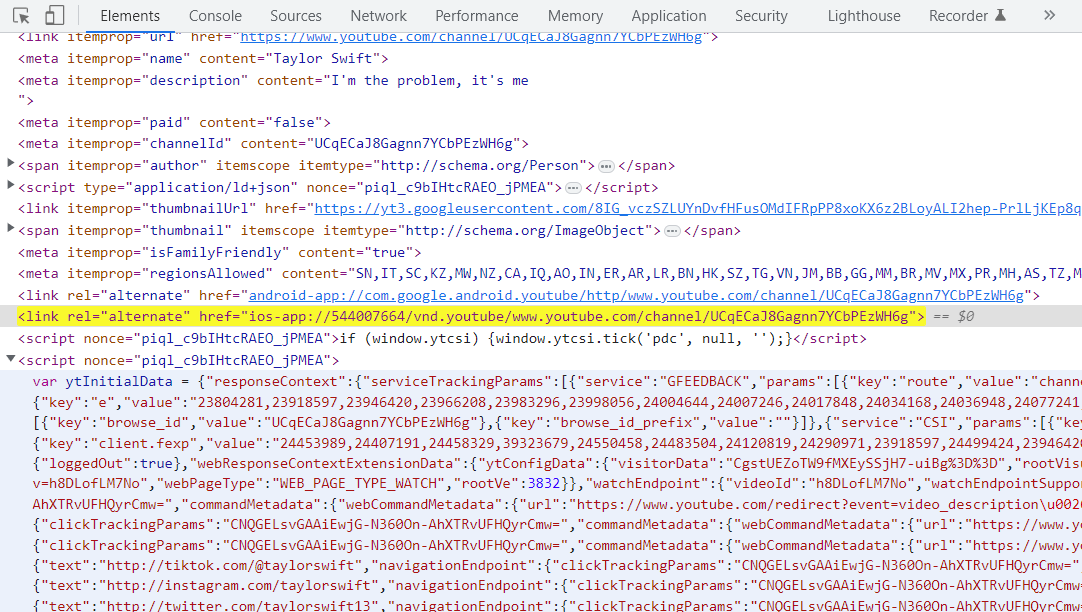 Elements Console Sources Network Performance Memory Application Security Lighthouse Recorder
<link itemprop="url" href="https://www.youtube.com/channel/UCqECaJ8Gagnn7YCbPEzWH6g">
<meta itemprop="name" content="Taylor Swift">
<meta itemprop="description" content="I'm the problem, it's me
">
<meta itemprop="paid" content="false">
<meta itemprop="channelId" content="UCqECaJ8Gagnn7YCbPEzWH6g">
<span itemprop="author" itemscope itemtype="http://schema.org/Person">…</span>
<script type="application/ld+json" nonce="piql_c9bIHtcRAEO_jPMEA">…</script>
<link itemprop="thumbnailUrl" href="https://yt3.googleusercontent.com/8IG_vczSZLUYnDvfHFusOMdIFRpPP8xoKX6z2BLoyALI2hep-PrlLjKEp8q
<span itemprop="thumbnail" itemscope itemtype="http://schema.org/ImageObject">…</span>
<meta itemprop="isFamilyFriendly" content="true">
<meta itemprop="regionsAllowed" content="SN,IT,SC,KZ,MW,NZ,CA,IQ,AO,IN,ER,AR,LR,BN,HK,SZ,TG,VN,JM,BB,GG,MM,BR,MV,MX,PR,MH,AS,TZ,M
<link rel="alternate" href="android-app://com.google.android.youtube/http/www.youtube.com/channel/UCqECaJ8Gagnn7YCbPEzWH6g">
<link rel="alternate" href="ios-app://544007664/vnd.youtube/www.youtube.com/channel/UCqECaJ8Gagnn7YCbPEzWH6g"> == $0
<script nonce="piql_c9bIHtcRAEO_jPMEA">if (window.ytcsi) {window.ytcsi.tick('pdc', null, '');}</script>
<script nonce="piql_c9bIHtcRAEO_jPMEA">
var ytInitialData = {"responseContext":{"serviceTrackingParams":[{"service":"GFEEDBACK","params":[{"key":"route","value":"chann
{"key":"e","value":"23804281,23918597,23946420,23966208,23983296,23998056,24004644,24007246,24017848,24034168,24036948,24077241
[{"key":"browse_id","value":"UCqECaJ8Gagnn7YCbPEzWH6g"},{"key":"browse_id_prefix","value":""}]},{"service":"CSI","params":[{"key
{"key":"client.fexp","value":"24453989,24407191,24458329,39323679,24550458,24483504,24120819,24290971,23918597,24499424,2394642
{"loggedOut":true},"webResponseContextExtensionData":{"ytConfigData":{"visitorData":"CgstUEZoTW9fMXEySSjH7-uiBg%3D%3D","rootVisu
v=h8DLofLM7No","webPageType":"WEB_PAGE_TYPE_WATCH","rootVe":3832}},"watchEndpoint":{"videoId":"h8DLofLM7No","watchEndpointSuppo
AhXTRvUFHQyrCmw=","commandMetadata":{"webCommandMetadata":{"url":"https://www.youtube.com/redirect?event=video_description\u002
{"clickTrackingParams":"CNQGELsvGAAiEwjG-N360On-AhXTRvUFHQyrCmw=","commandMetadata":{"webCommandMetadata":{"url":"https://www.yo
{"clickTrackingParams":"CNQGELsvGAAiEwjG-N360On-AhXTRvUFHQyrCmw=","commandMetadata":{"webCommandMetadata":{"url":"https://www.yo
{"text":"http://tiktok.com/@taylorswift","navigationEndpoint":{"clickTrackingParams":"CNQGELsvGAAiEwjG-N360On-AhXTRvUFHQyrCmw="
{"text":"http://instagram.com/taylorswift","navigationEndpoint":{"clickTrackingParams":"CNQGELsvGAAiEwjG-N360On-AhXTRvUFHQyrCmw
{"text":"http://twitter.com/taylorswift13","navigationEndpoint":{"clickTrackingParams":"CNQGELsvGAAiEwjG-N360On-AhXTRvUFHQyrCmw